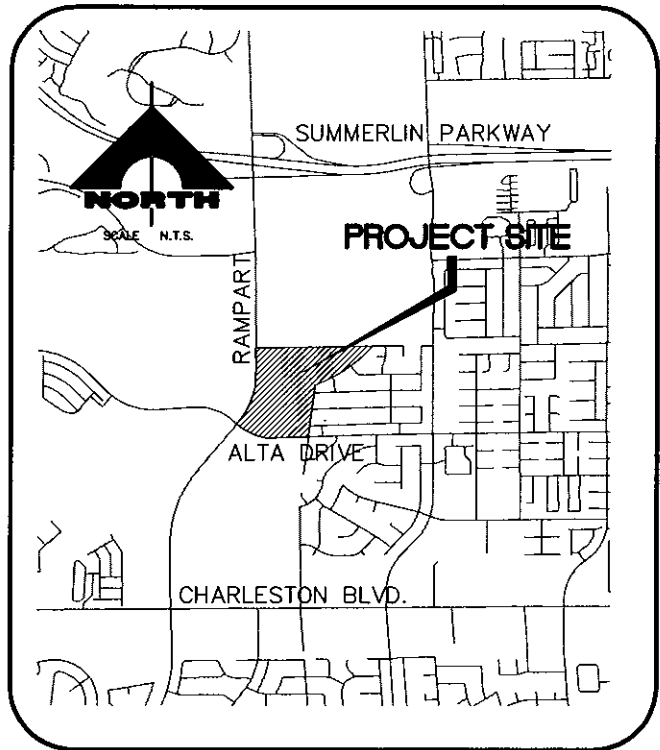 SUMMERLIN PARKWAY
NORTH
SCALE N.T.S.
PROJECT SITE
RAMPART
ALTA DRIVE
CHARLESTON BLVD.